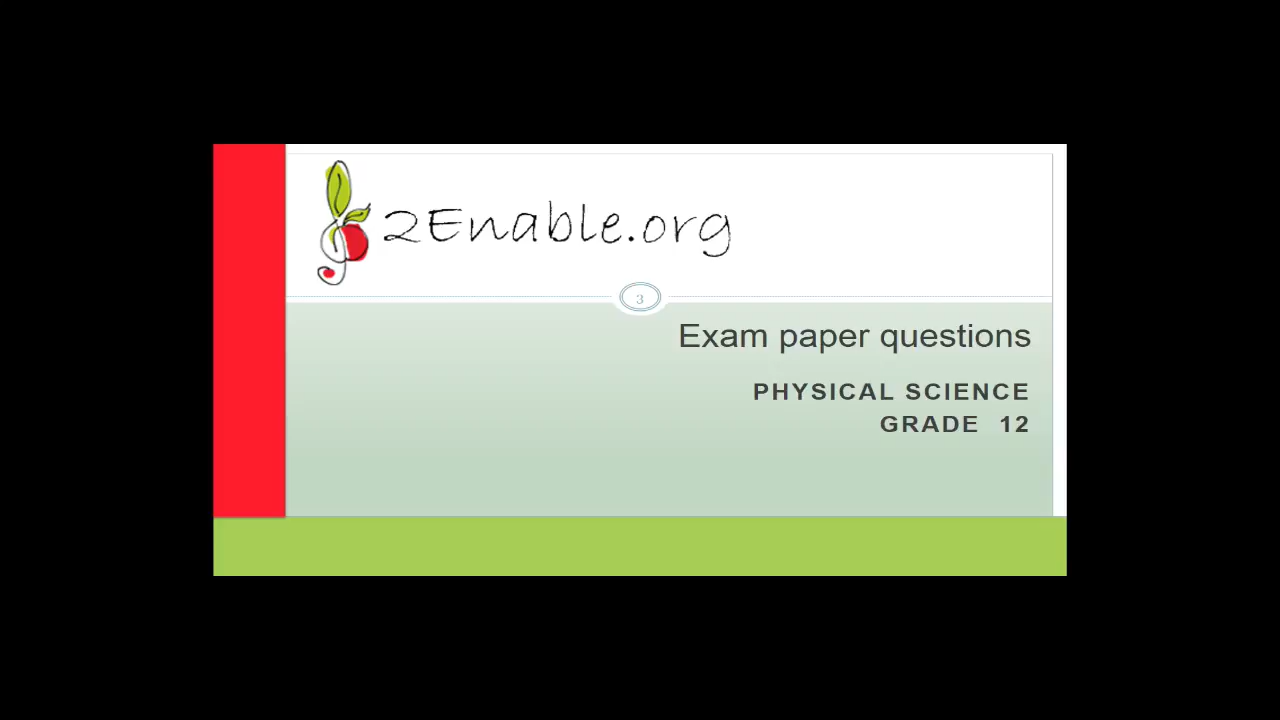 2Enable.org
3
Exam paper questions
PHYSICAL SCIENCE
GRADE 12